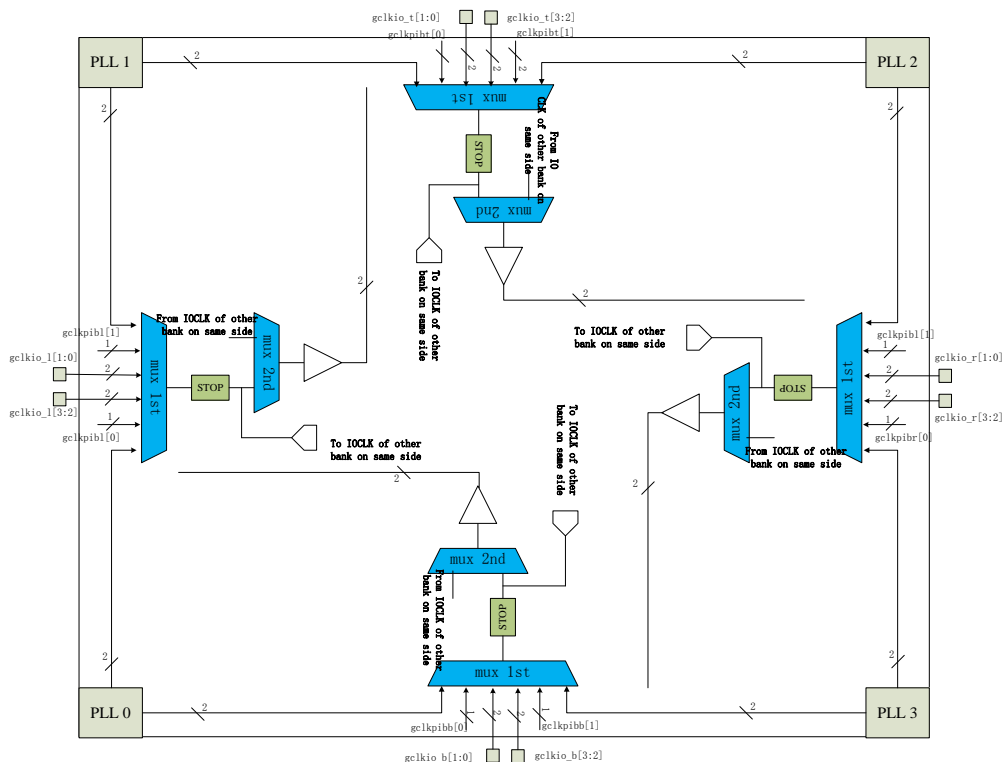 gclkio_t[1:0]
gclkio_t[3:2]
gclkpibt[0]
gclkpibt[1]
PLL 1
2
2
2
2
2
2
PLL 2
mux 1st
2
2
STOP
From IO
CLK of other bank on
same side
mux 2nd
2
To IOCLK of other
bank on same side
2
From IOCLK of other
bank on same side
gclkpibl[1]
1
gclkio_l[1:0]
2
2
gclkio_l[3:2]
1
gclkpibl[0]
mux 1st
STOP
mux 2nd
To IOCLK of other
bank on same side
To IOCLK of other
bank on same side
gclkpibl[1]
1
gclkio_r[1:0]
2
2
gclkio_r[3:2]
1
gclkpibr[0]
mux 1st
STOP
mux 2nd
From IOCLK of other
bank on same side
2
To IOCLK of other
bank on same side
2
mux 2nd
From IOCLK of other
bank on same side
STOP
mux 1st
2
2
PLL 0
2
gclkpibb[0]
1
2
2
1
gclkpibb[1]
2
PLL 3
gclkio_b[1:0]
gclkio_b[3:2]